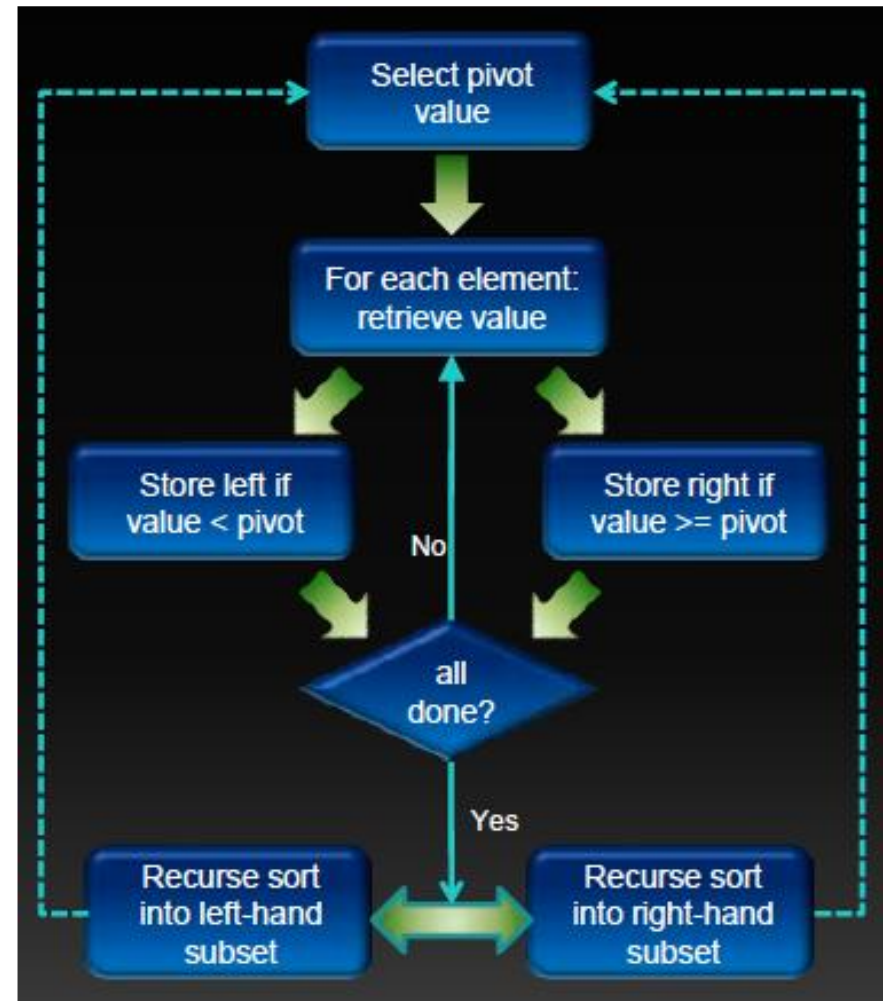 Select pivot
value
For each element:
retrieve value
Store left if
value < pivot
Store right if
value >= pivot
No
all
done?
Yes
Recurse sort
into left-hand
subset
Recurse sort
into right-hand
subset